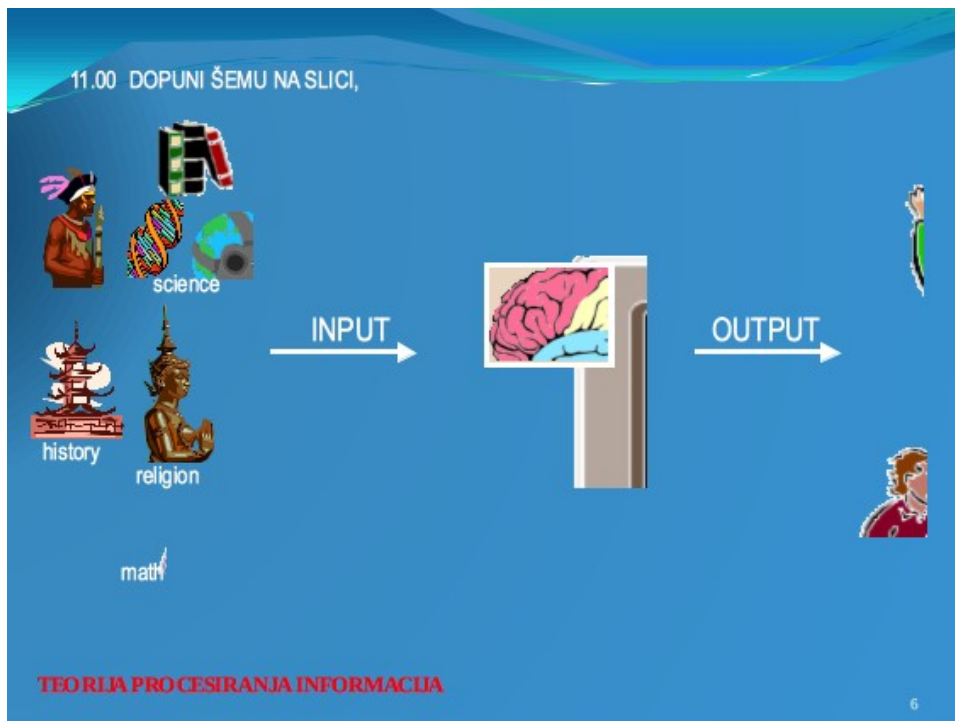 11.00 DOPUNI ŠEMU NA SLICI,
science
INPUT
OUTPUT
history
religion
math
TEORIJA PROCESIRANJA INFORMACIJA
6